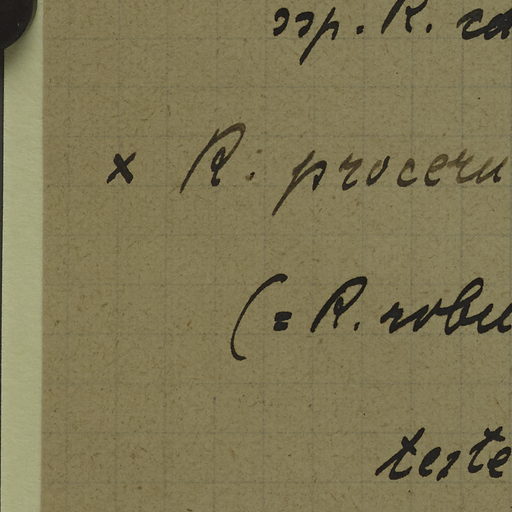 ssp. R. ca
× R. proceru
(= R. robu
teste